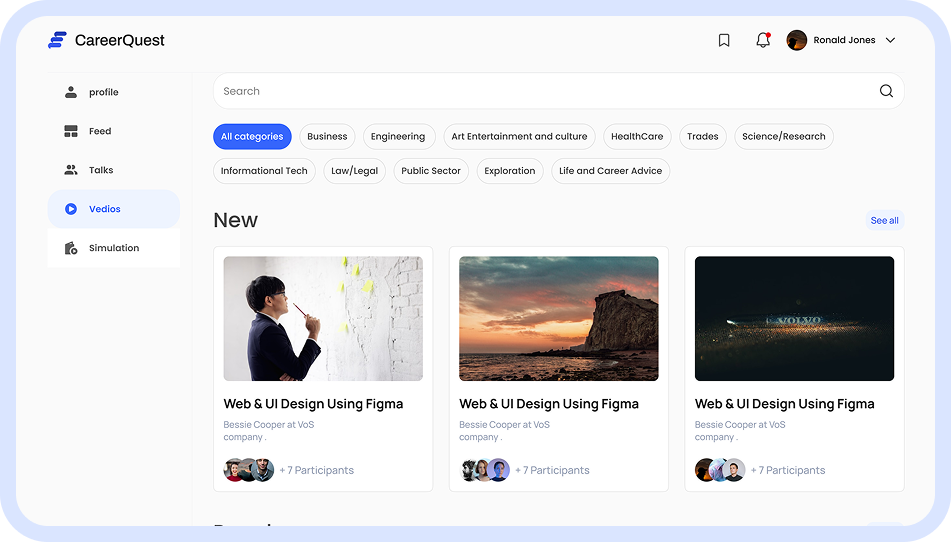 CareerQuest
Ronald Jones
profile
Feed
Talks
Vedios
Simulation
Search
All categories
Business
Engineering
Art Entertainment and culture
HealthCare
Trades
Science/Research
Informational Tech
Law/Legal
Public Sector
Exploration
Life and Career Advice
New
See all
VOLVO
Web & UI Design Using Figma
Bessie Cooper at VoS
company .
+ 7 Participants
Web & UI Design Using Figma
Bessie Cooper at VoS
company .
+ 7 Participants
Web & UI Design Using Figma
Bessie Cooper at VoS
company .
+ 7 Participants